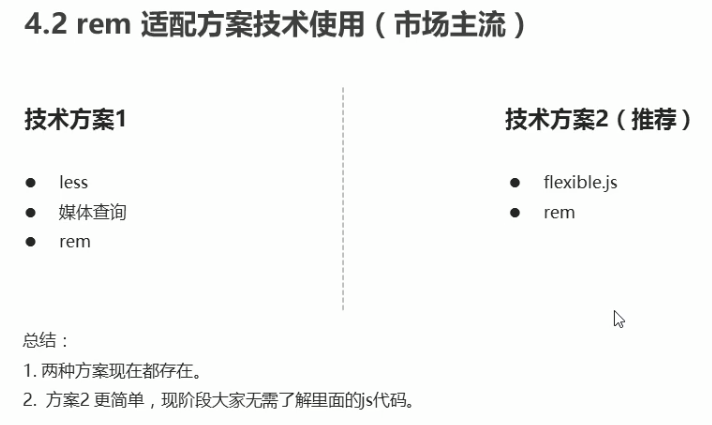 4.2 rem 适配方案技术使用（市场主流）
技术方案1
● less
● 媒体查询
● rem
技术方案2（推荐）
● flexible.js
● rem
总结：
1. 两种方案现在都存在。
2. 方案2 更简单，现阶段大家无需了解里面的js代码。